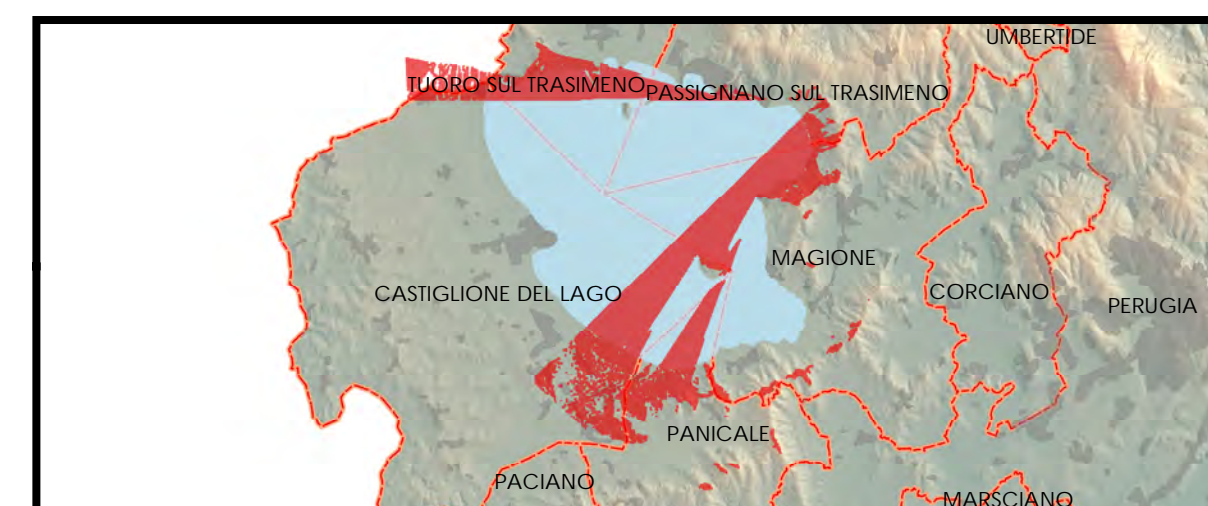 UMBERTIDE
TUORO SUL TRASIMENO
PASSIGNANO SUL TRASIMENO
MAGIONE
CASTIGLIONE DEL LAGO
CORCIANO
PERUGIA
PANICALE
PACIANO
MARSCIANO